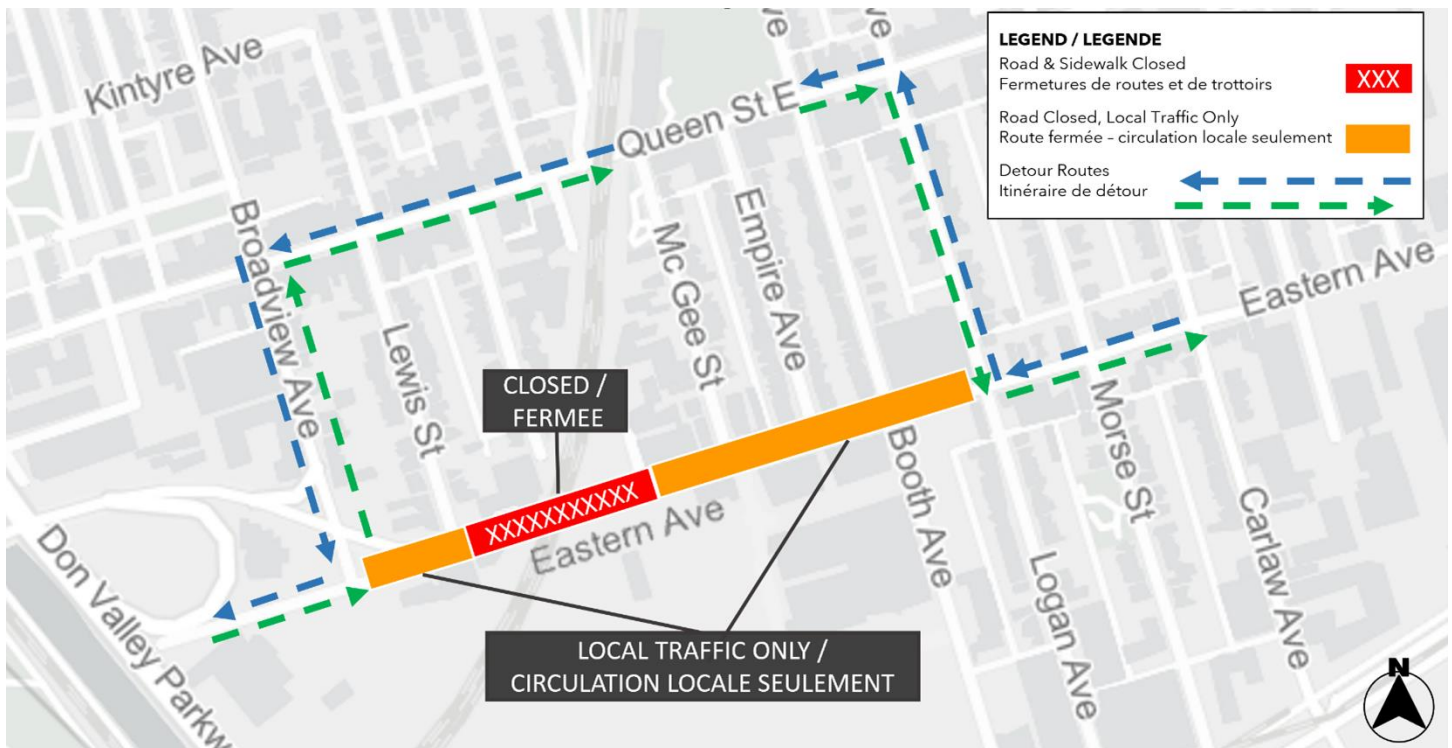 Kintyre Ave
Queen St E
Broadview Ave
Lewis St
Mc Gee St
Empire Ave
Eastern Ave
CLOSED /
FERMEE
XXXXXXXXXXX
Eastern Ave
Booth Ave
Morse St
Logan Ave
Carlaw Ave
Don Valley Parkw
LOCAL TRAFFIC ONLY /
CIRCULATION LOCALE SEULEMENT
LEGEND / LEGENDE
Road & Sidewalk Closed
Fermetures de routes et de trottoirs
XXX
Road Closed, Local Traffic Only
Route fermée – circulation locale seulement
Detour Routes
Itinéraire de détour
N